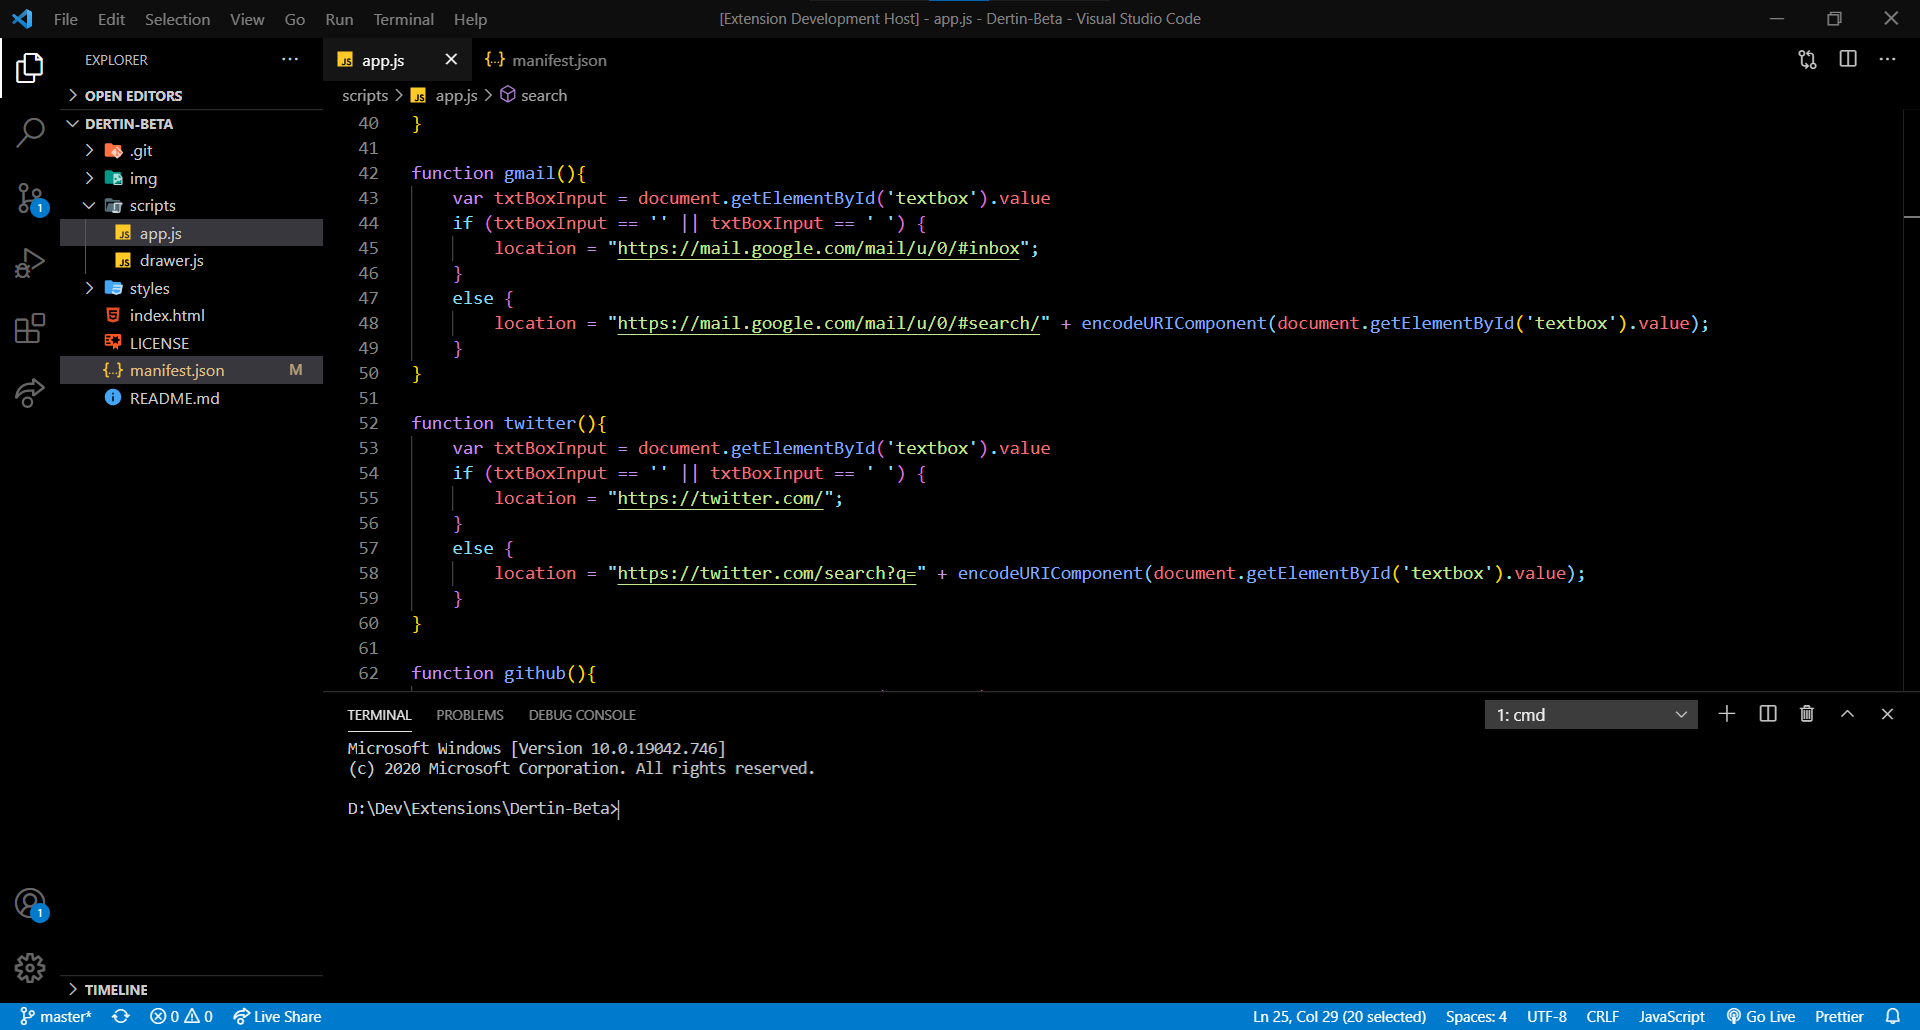 File Edit Selection View Go Run Terminal Help
[Extension Development Host] - app.js - Dertin-Beta - Visual Studio Code
EXPLORER
OPEN EDITORS
DERTIN-BETA
.git
img
scripts
JS app.js
JS drawer.js
styles
index.html
LICENSE
{..} manifest.json M
README.md
1
1
TIMELINE
JS app.js
{..} manifest.json
scripts > JS app.js > search
40 }
41
42 function gmail(){
43 var txtBoxInput = document.getElementById('textbox').value
44 if (txtBoxInput == '' || txtBoxInput == ' ') {
45 location = "https://mail.google.com/mail/u/0/#inbox";
46 }
47 else {
48 location = "https://mail.google.com/mail/u/0/#search/" + encodeURIComponent(document.getElementById('textbox').value);
49 }
50 }
51
52 function twitter(){
53 var txtBoxInput = document.getElementById('textbox').value
54 if (txtBoxInput == '' || txtBoxInput == ' ') {
55 location = "https://twitter.com/";
56 }
57 else {
58 location = "https://twitter.com/search?q=" + encodeURIComponent(document.getElementById('textbox').value);
59 }
60 }
61
62 function github(){
TERMINAL PROBLEMS DEBUG CONSOLE
1: cmd
Microsoft Windows [Version 10.0.19042.746]
(c) 2020 Microsoft Corporation. All rights reserved.
D:\Dev\Extensions\Dertin-Beta>
master* 0 0 Live Share
Ln 25, Col 29 (20 selected) Spaces: 4 UTF-8 CRLF JavaScript Go Live Prettier